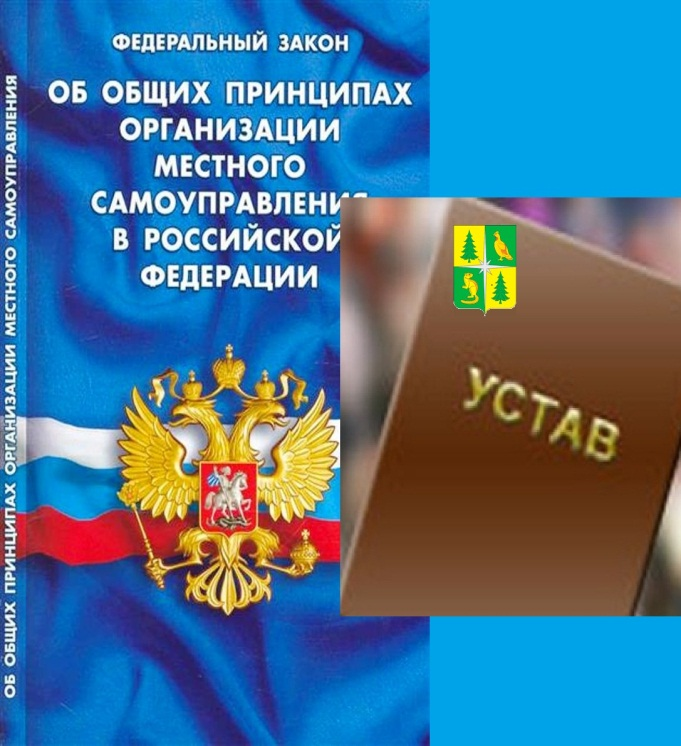 ФЕДЕРАЛЬНЫЙ ЗАКОН
ОБ ОБЩИХ ПРИНЦИПАХ
ОРГАНИЗАЦИИ
МЕСТНОГО
САМОУПРАВЛЕНИЯ
В РОССИЙСКОЙ
ФЕДЕРАЦИИ
ОБ ОБЩИХ ПРИНЦИПАХ ОРГАНИЗАЦИИ МЕСТНОГО САМОУПРАВЛЕНИЯ
УСТАВ